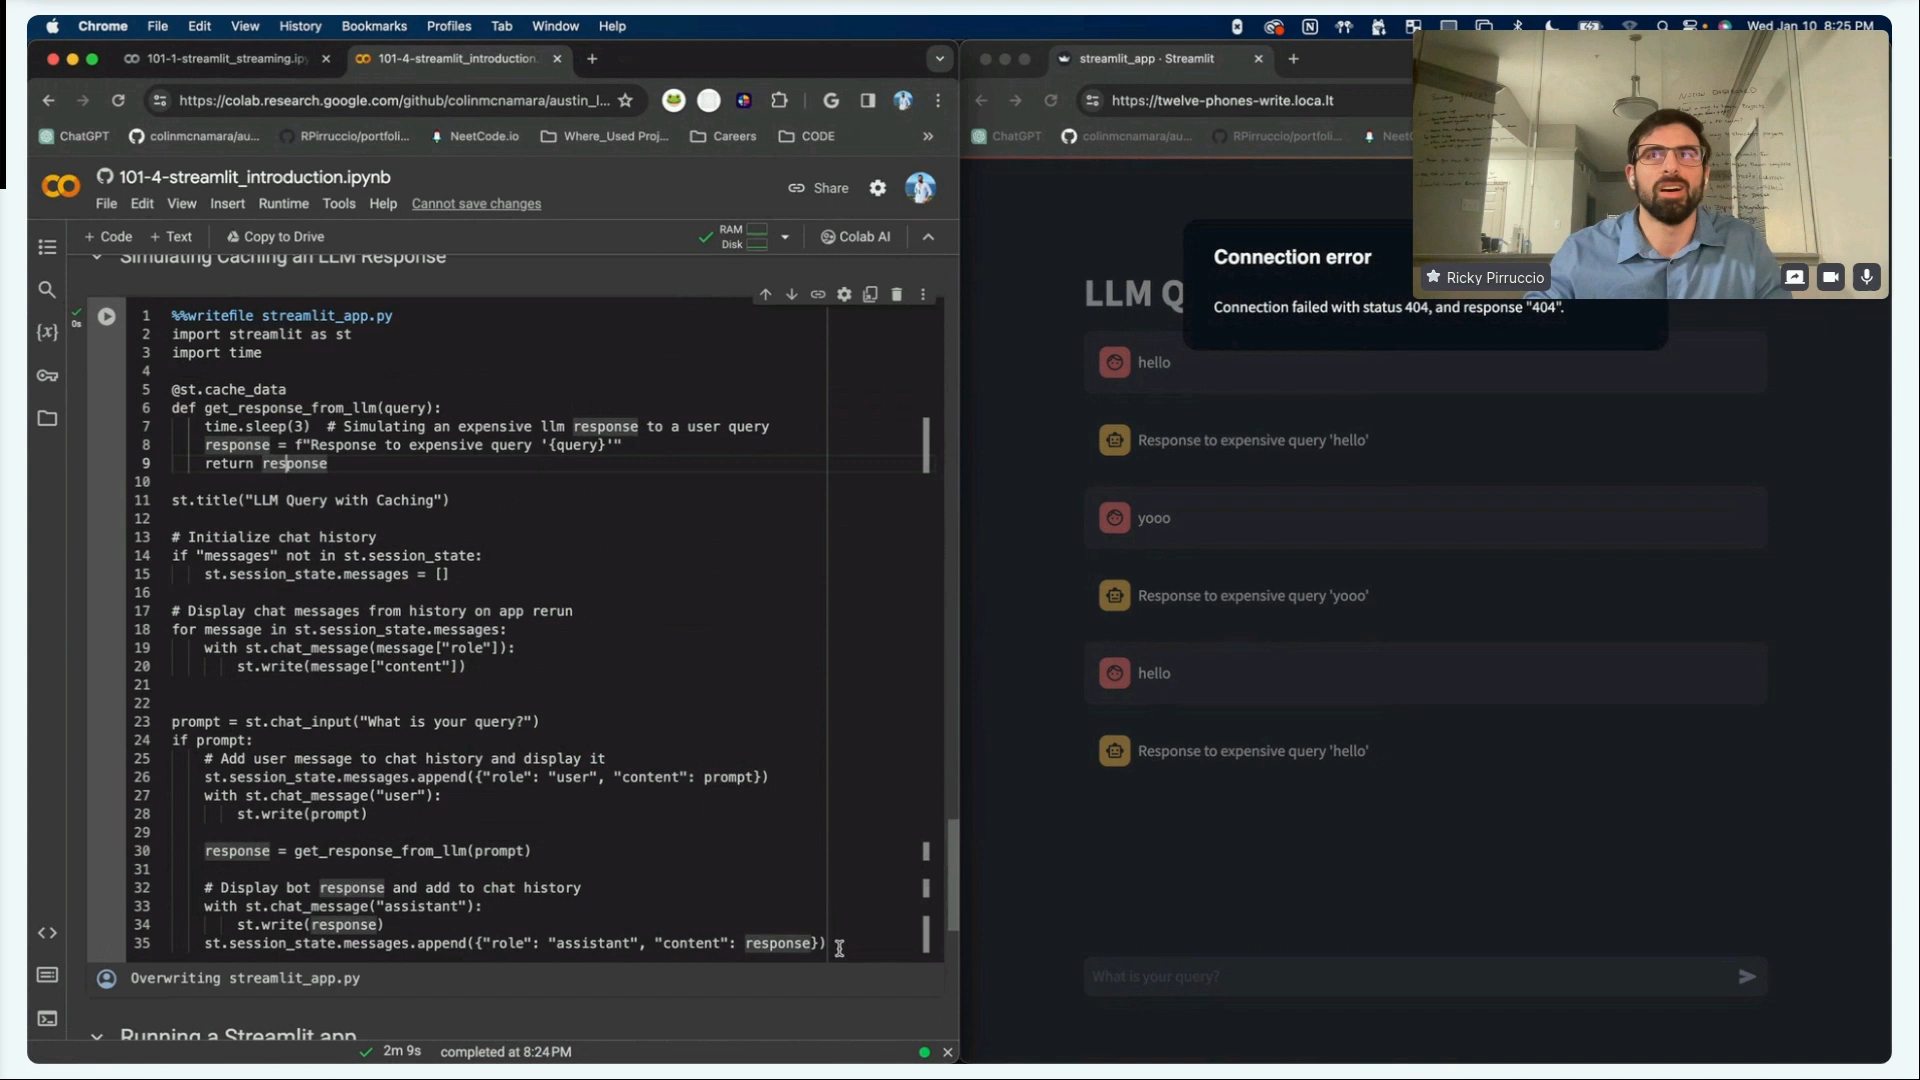 Chrome File Edit View History Bookmarks Profiles Tab Window Help
Wed Jan 10 8:25 PM
101-1-streamlit_streaming.ip
101-4-streamlit_introduction.
https://colab.research.google.com/github/colinmcnamara/austin_l...
ChatGPT colinmcnamara/au... RPirruccio/portfoli... NeetCode.io Where_Used Proj... Careers CODE
101-4-streamlit_introduction.ipynb
Share
File Edit View Insert Runtime Tools Help Cannot save changes
+ Code + Text Copy to Drive
RAM
Disk
Colab AI
Simulating Caching an LLM Response
0s
1 %%writefile streamlit_app.py
2 import streamlit as st
3 import time
4
5 @st.cache_data
6 def get_response_from_llm(query):
7 time.sleep(3)  # Simulating an expensive llm response to a user query
8 response = f"Response to expensive query '{query}'"
9 return response
10
11 st.title("LLM Query with Caching")
12
13 # Initialize chat history
14 if "messages" not in st.session_state:
15 st.session_state.messages = []
16
17 # Display chat messages from history on app rerun
18 for message in st.session_state.messages:
19 with st.chat_message(message["role"]):
20 st.write(message["content"])
21
22
23 prompt = st.chat_input("What is your query?")
24 if prompt:
25 # Add user message to chat history and display it
26 st.session_state.messages.append({"role": "user", "content": prompt})
27 with st.chat_message("user"):
28 st.write(prompt)
29
30 response = get_response_from_llm(prompt)
31
32 # Display bot response and add to chat history
33 with st.chat_message("assistant"):
34 st.write(response)
35 st.session_state.messages.append({"role": "assistant", "content": response})
Overwriting streamlit_app.py
Running a Streamlit app
2m 9s completed at 8:24 PM
streamlit_app · Streamlit
https://twelve-phones-write.loca.lt
ChatGPT colinmcnamara/au... RPirruccio/portfoli... NeetC
Ricky Pirruccio
Connection error
LLM Q
Connection failed with status 404, and response "404".
hello
Response to expensive query 'hello'
yooo
Response to expensive query 'yooo'
hello
Response to expensive query 'hello'
What is your query?